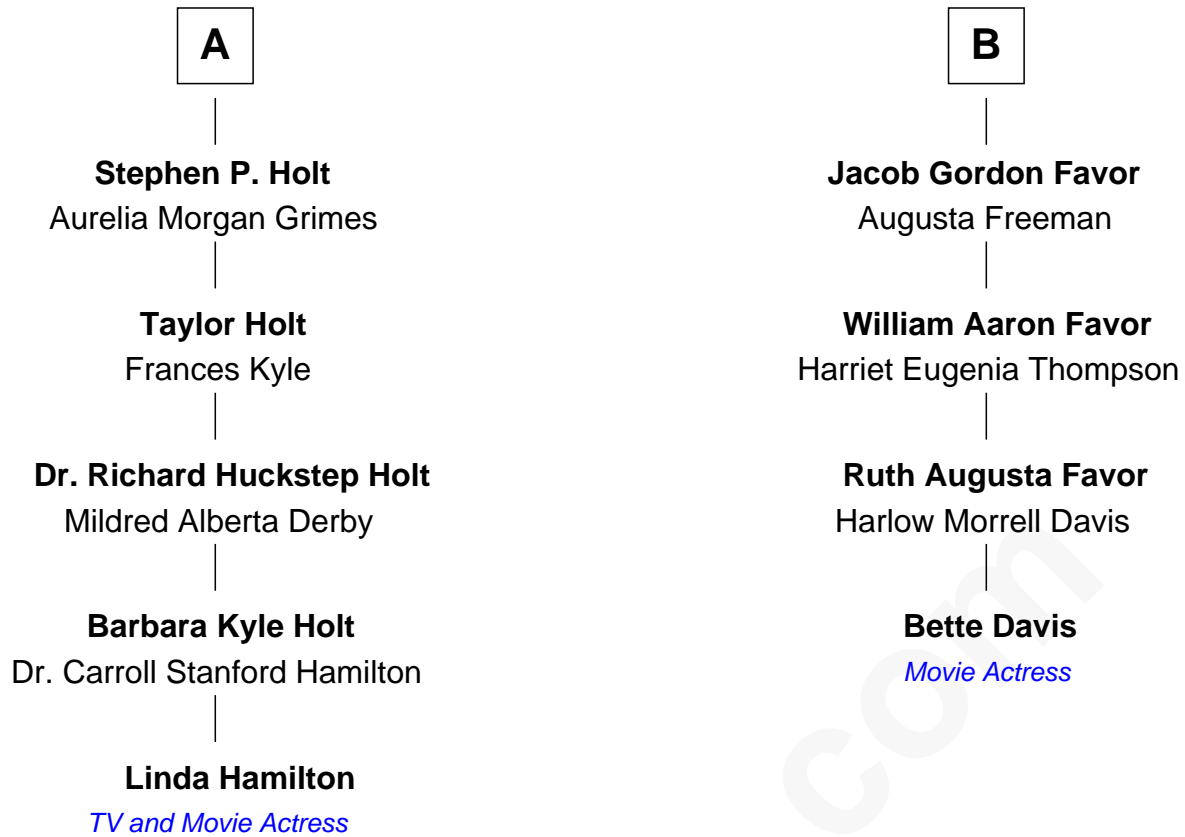 A
Stephen P. Holt
Aurelia Morgan Grimes
Taylor Holt
Frances Kyle
Dr. Richard Huckstep Holt
Mildred Alberta Derby
Barbara Kyle Holt
Dr. Carroll Stanford Hamilton
Linda Hamilton
TV and Movie Actress
B
Jacob Gordon Favor
Augusta Freeman
William Aaron Favor
Harriet Eugenia Thompson
Ruth Augusta Favor
Harlow Morrell Davis
Bette Davis
Movie Actress
com